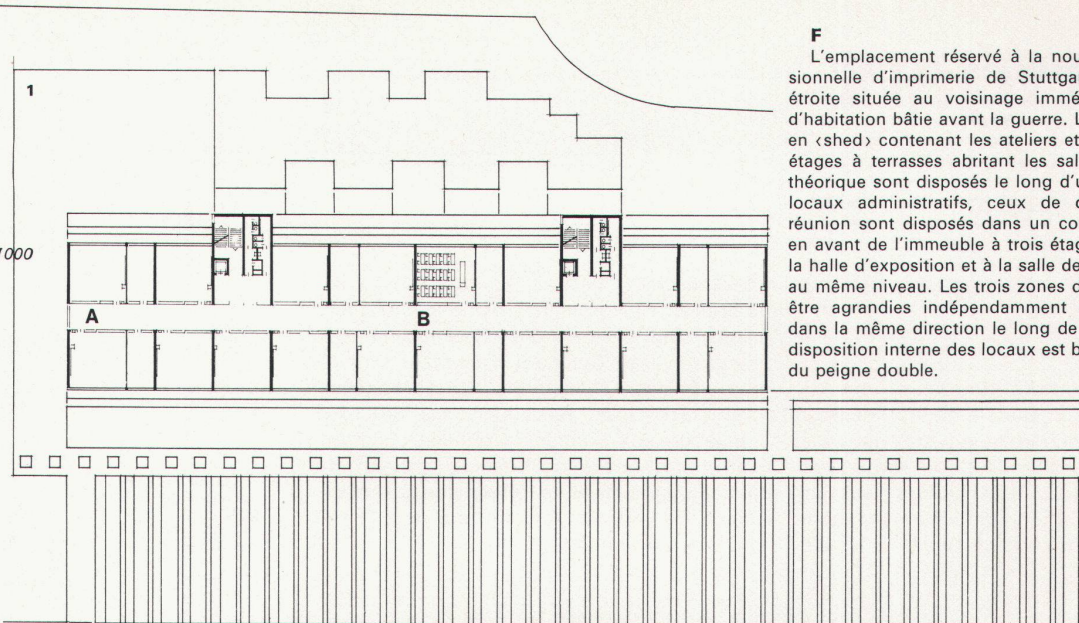 1
1000
A
B
F
L'emplacement réservé à la nou
sionnelle d'imprimerie de Stuttga
étroite située au voisinage immé
d'habitation bâtie avant la guerre. L
en ‹shed› contenant les ateliers et
étages à terrasses abritant les sal
théorique sont disposés le long d'u
locaux administratifs, ceux de
réunion sont disposés dans un co
en avant de l'immeuble à trois étag
la halle d'exposition et à la salle de
au même niveau. Les trois zones
être agrandies indépendamment
dans la même direction le long de
disposition interne des locaux est b
du peigne double.